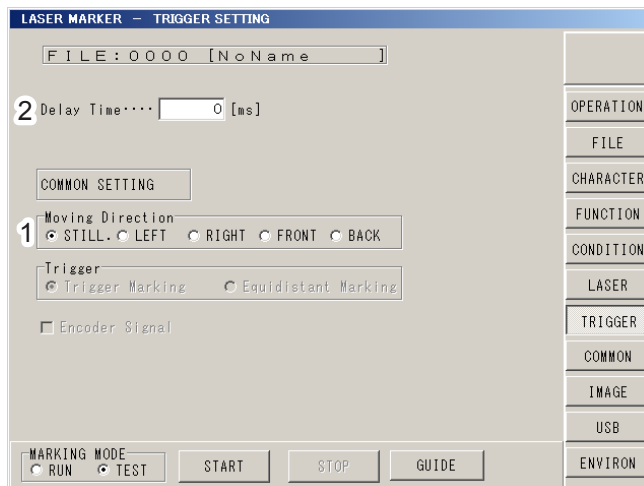 LASER MARKER － TRIGGER SETTING
FILE:0000 [NoName ]
2 Delay Time‥‥ 0 [ms]
COMMON SETTING
Moving Direction
1 STILL. LEFT RIGHT FRONT BACK
Trigger
Trigger Marking Equidistant Marking
Encoder Signal
MARKING MODE
RUN TEST START STOP GUIDE
OPERATION
FILE
CHARACTER
FUNCTION
CONDITION
LASER
TRIGGER
COMMON
IMAGE
USB
ENVIRON